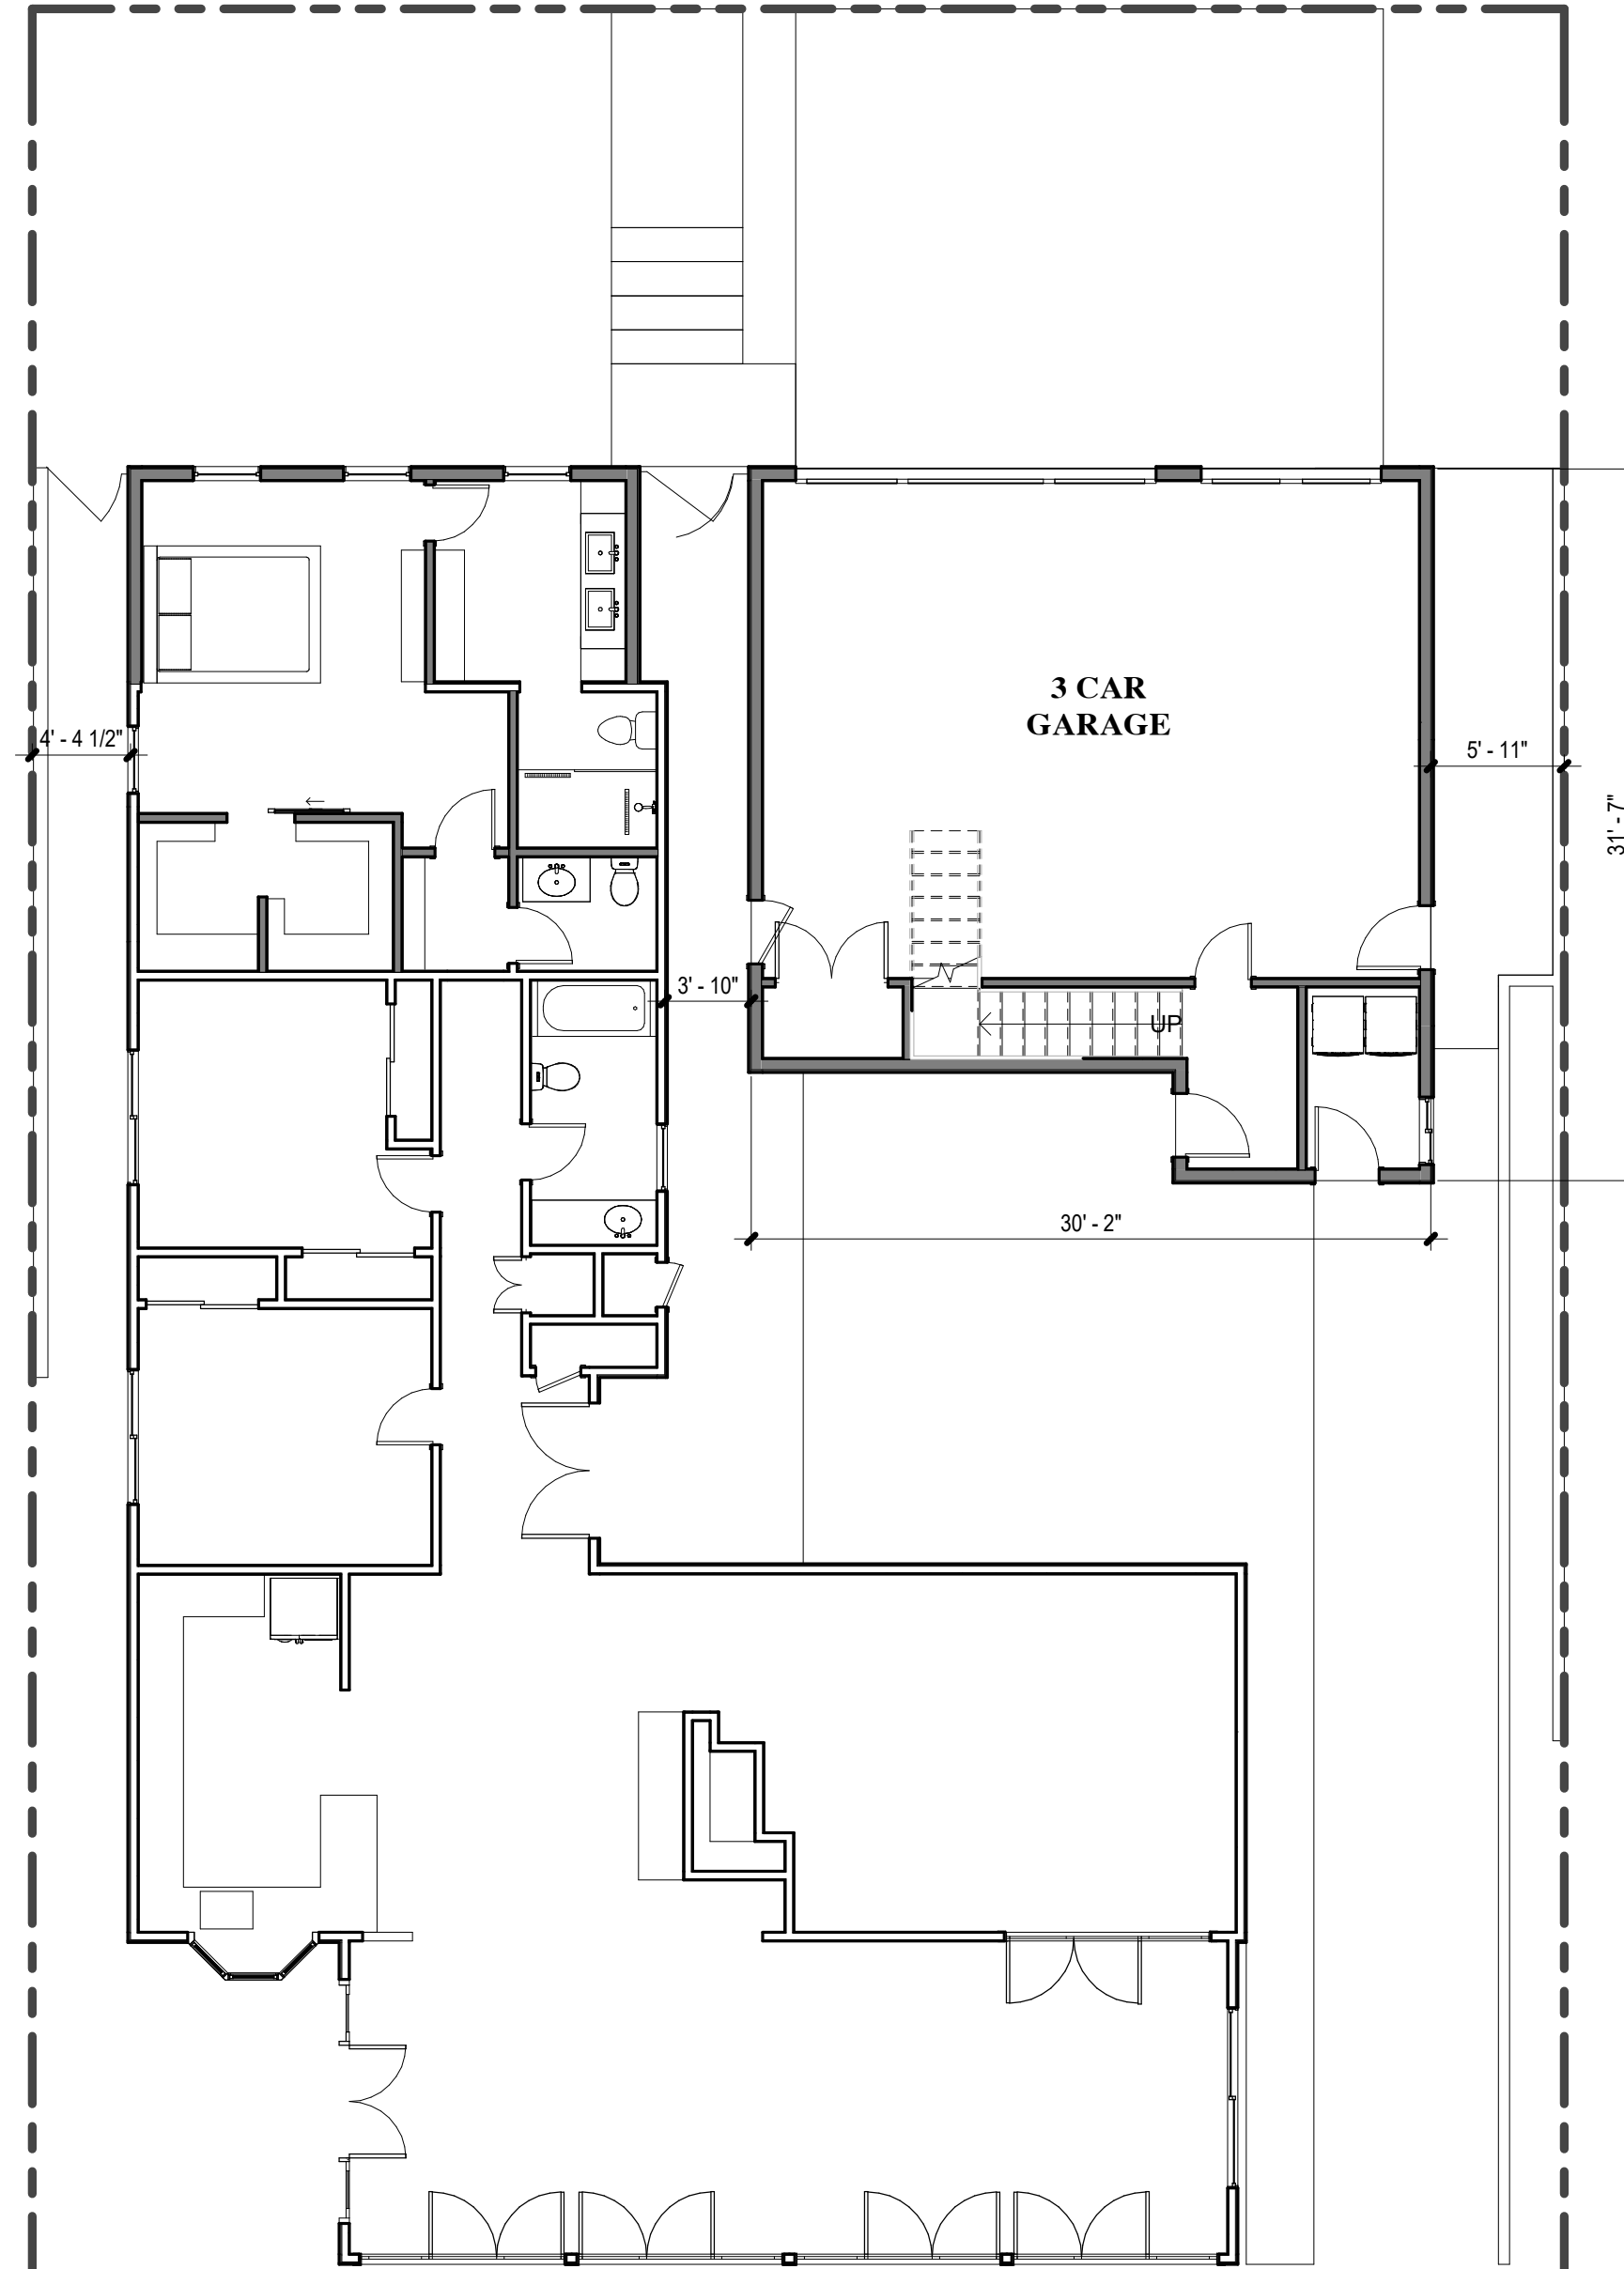 3 CAR
GARAGE
4' - 4 1/2"
5' - 11"
31' - 7"
3' - 10"
UP
30' - 2"